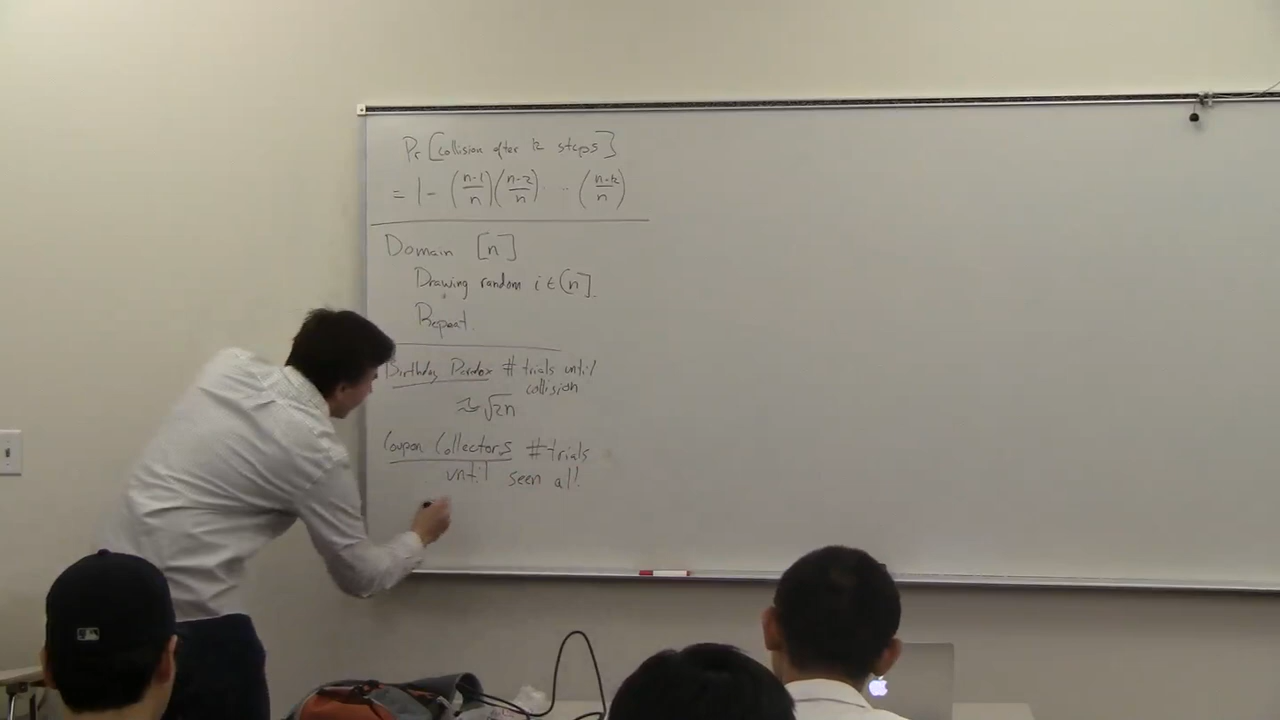 Pr [collision after k steps]
= 1 - (n-1/n)(n-2/n) ... (n-k/n)
Domain [n]
Drawing random i ∈ [n].
Repeat.
Birthday Paradox # trials until
collision
≈ √2n
Coupon Collectors # trials
until seen all